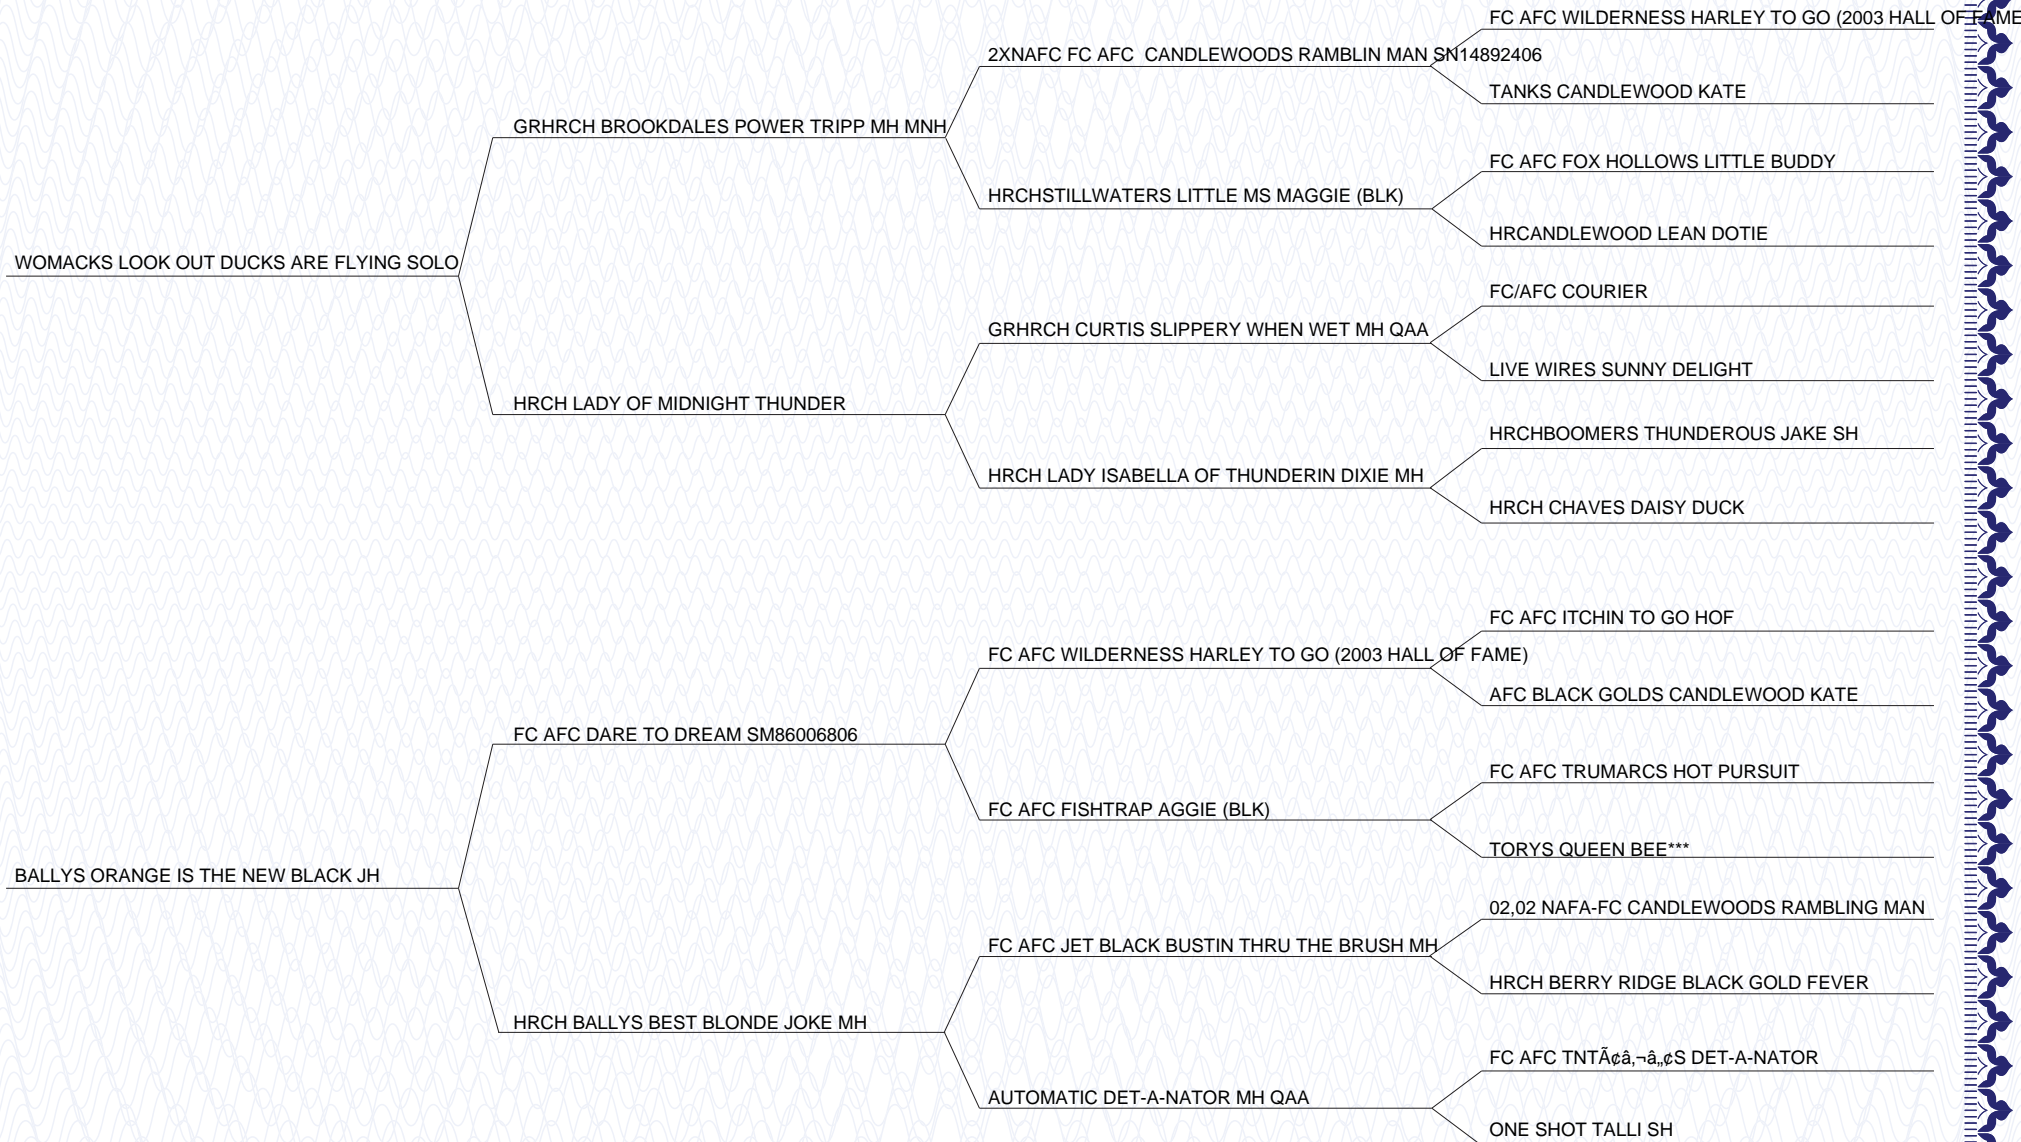 FC AFC WILDERNESS HARLEY TO GO (2003 HALL OF FAME
2XNAFC FC AFC  CANDLEWOODS RAMBLIN MAN SN14892406
TANKS CANDLEWOOD KATE
GRHRCH BROOKDALES POWER TRIPP MH MNH
FC AFC FOX HOLLOWS LITTLE BUDDY
HRCHSTILLWATERS LITTLE MS MAGGIE (BLK)
HRCANDLEWOOD LEAN DOTIE
WOMACKS LOOK OUT DUCKS ARE FLYING SOLO
FC/AFC COURIER
GRHRCH CURTIS SLIPPERY WHEN WET MH QAA
LIVE WIRES SUNNY DELIGHT
HRCH LADY OF MIDNIGHT THUNDER
HRCHBOOMERS THUNDEROUS JAKE SH
HRCH LADY ISABELLA OF THUNDERIN DIXIE MH
HRCH CHAVES DAISY DUCK
FC AFC ITCHIN TO GO HOF
FC AFC WILDERNESS HARLEY TO GO (2003 HALL OF FAME)
AFC BLACK GOLDS CANDLEWOOD KATE
FC AFC DARE TO DREAM SM86006806
FC AFC TRUMARCS HOT PURSUIT
FC AFC FISHTRAP AGGIE (BLK)
TORYS QUEEN BEE***
BALLYS ORANGE IS THE NEW BLACK JH
02,02 NAFA-FC CANDLEWOODS RAMBLING MAN
FC AFC JET BLACK BUSTIN THRU THE BRUSH MH
HRCH BERRY RIDGE BLACK GOLD FEVER
HRCH BALLYS BEST BLONDE JOKE MH
FC AFC TNTÃ¢â‚¬â„¢S DET-A-NATOR
AUTOMATIC DET-A-NATOR MH QAA
ONE SHOT TALLI SH